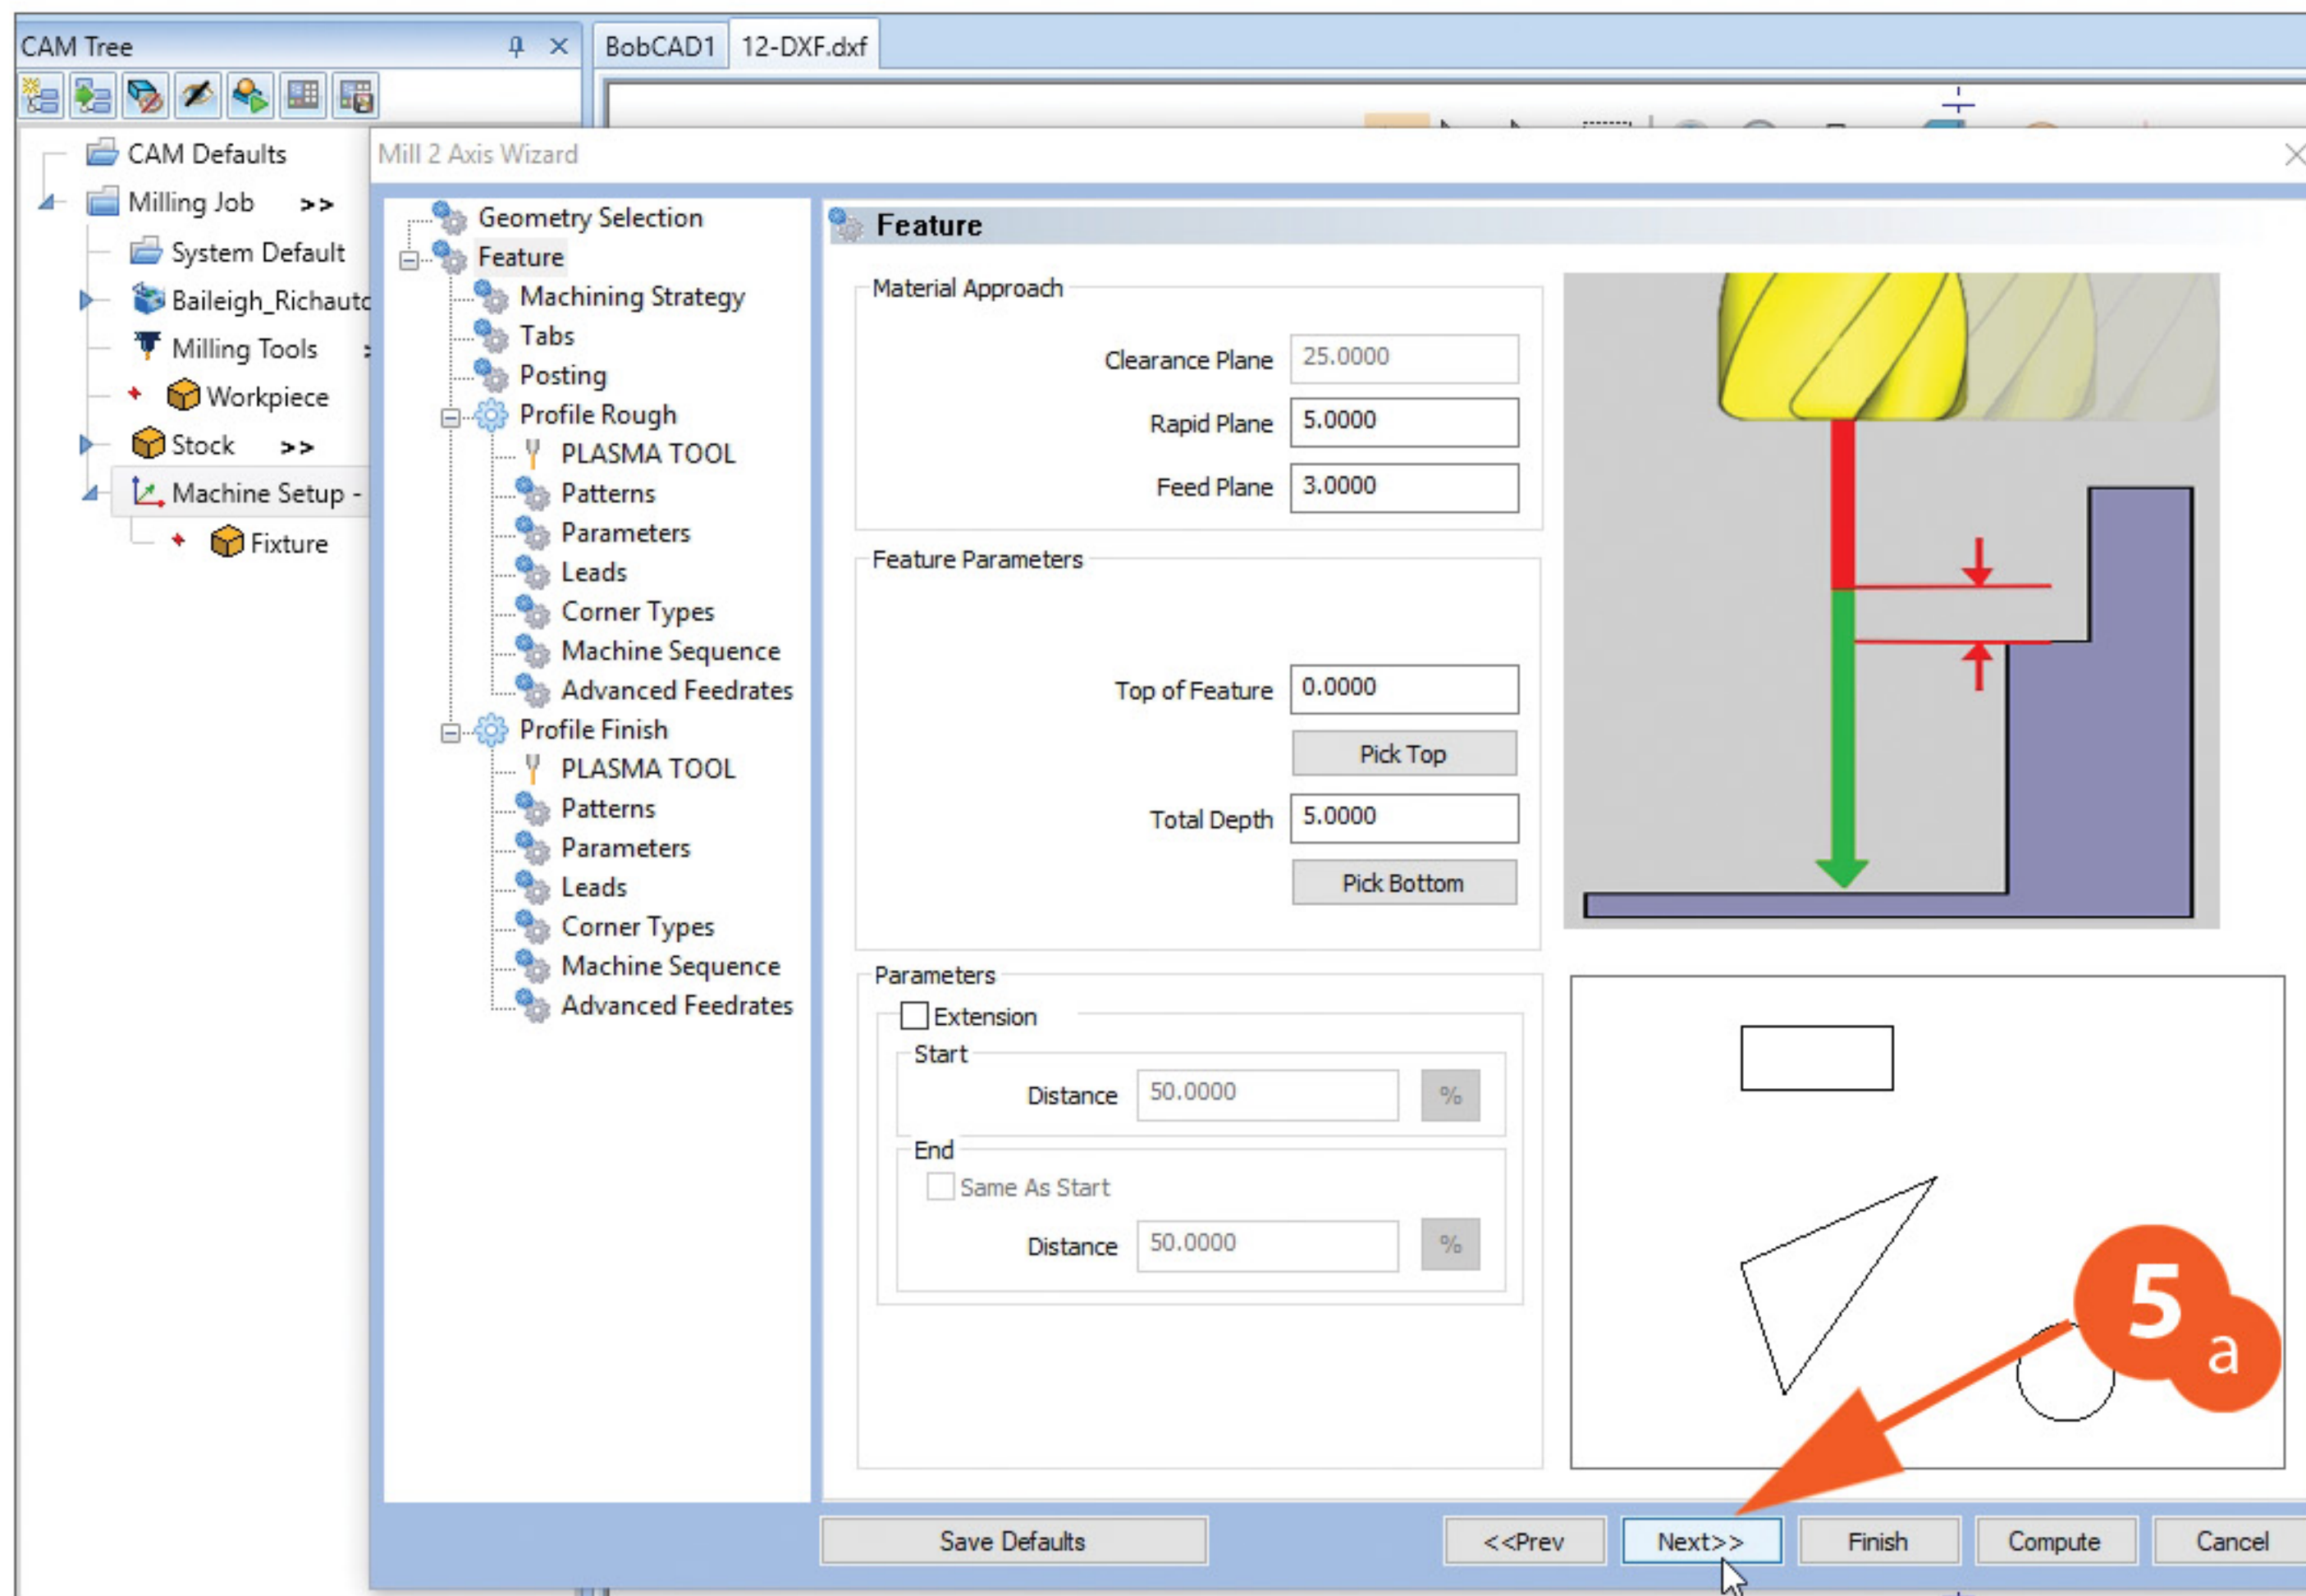 CAM Tree
BobCAD1
12-DXF.dxf
CAM Defaults
Milling Job >>
System Default
Baileigh_Richauto
Milling Tools
Workpiece
Stock >>
Machine Setup -
Fixture
Mill 2 Axis Wizard
Geometry Selection
Feature
Machining Strategy
Tabs
Posting
Profile Rough
PLASMA TOOL
Patterns
Parameters
Leads
Corner Types
Machine Sequence
Advanced Feedrates
Profile Finish
PLASMA TOOL
Patterns
Parameters
Leads
Corner Types
Machine Sequence
Advanced Feedrates
Feature
Material Approach
Clearance Plane 25.0000
Rapid Plane 5.0000
Feed Plane 3.0000
Feature Parameters
Top of Feature 0.0000
Pick Top
Total Depth 5.0000
Pick Bottom
Parameters
Extension
Start
Distance 50.0000 %
End
Same As Start
Distance 50.0000 %
5
a
Save Defaults
<<Prev
Next>>
Finish
Compute
Cancel